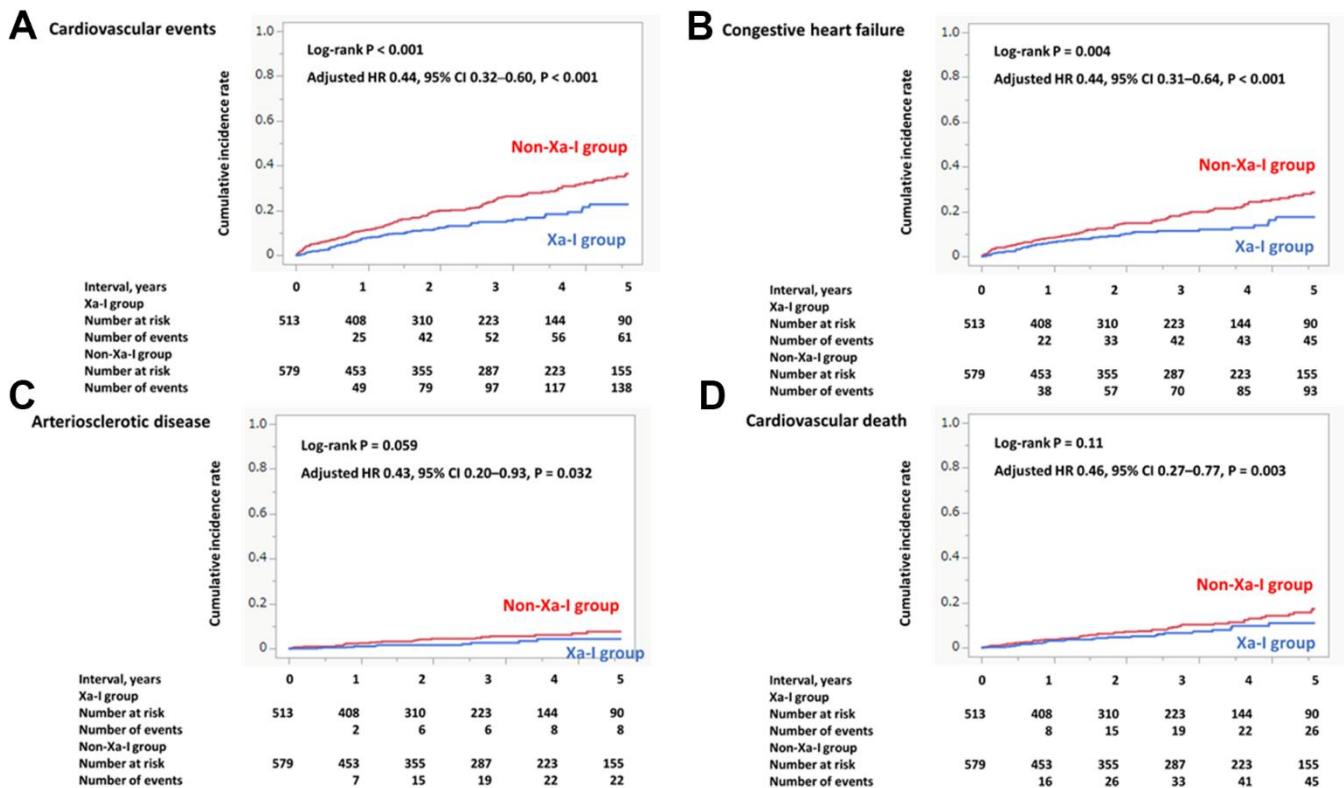 A
Cardiovascular events
Cumulative incidence rate
1.0
0.8
0.6
0.4
0.2
0
Log-rank P < 0.001
Adjusted HR 0.44, 95% CI 0.32–0.60, P < 0.001
Non-Xa-I group
Xa-I group
Interval, years 0 1 2 3 4 5
Xa-I group
Number at risk 513 408 310 223 144 90
Number of events 25 42 52 56 61
Non-Xa-I group
Number at risk 579 453 355 287 223 155
Number of events 49 79 97 117 138
B
Congestive heart failure
Cumulative incidence rate
1.0
0.8
0.6
0.4
0.2
0
Log-rank P = 0.004
Adjusted HR 0.44, 95% CI 0.31–0.64, P < 0.001
Non-Xa-I group
Xa-I group
Interval, years 0 1 2 3 4 5
Xa-I group
Number at risk 513 408 310 223 144 90
Number of events 22 33 42 43 45
Non-Xa-I group
Number at risk 579 453 355 287 223 155
Number of events 38 57 70 85 93
C
Arteriosclerotic disease
Cumulative incidence rate
1.0
0.8
0.6
0.4
0.2
0
Log-rank P = 0.059
Adjusted HR 0.43, 95% CI 0.20–0.93, P = 0.032
Non-Xa-I group
Xa-I group
Interval, years 0 1 2 3 4 5
Xa-I group
Number at risk 513 408 310 223 144 90
Number of events 2 6 6 8 8
Non-Xa-I group
Number at risk 579 453 355 287 223 155
Number of events 7 15 19 22 22
D
Cardiovascular death
Cumulative incidence rate
1.0
0.8
0.6
0.4
0.2
0
Log-rank P = 0.11
Adjusted HR 0.46, 95% CI 0.27–0.77, P = 0.003
Non-Xa-I group
Xa-I group
Interval, years 0 1 2 3 4 5
Xa-I group
Number at risk 513 408 310 223 144 90
Number of events 8 15 19 22 26
Non-Xa-I group
Number at risk 579 453 355 287 223 155
Number of events 16 26 33 41 45